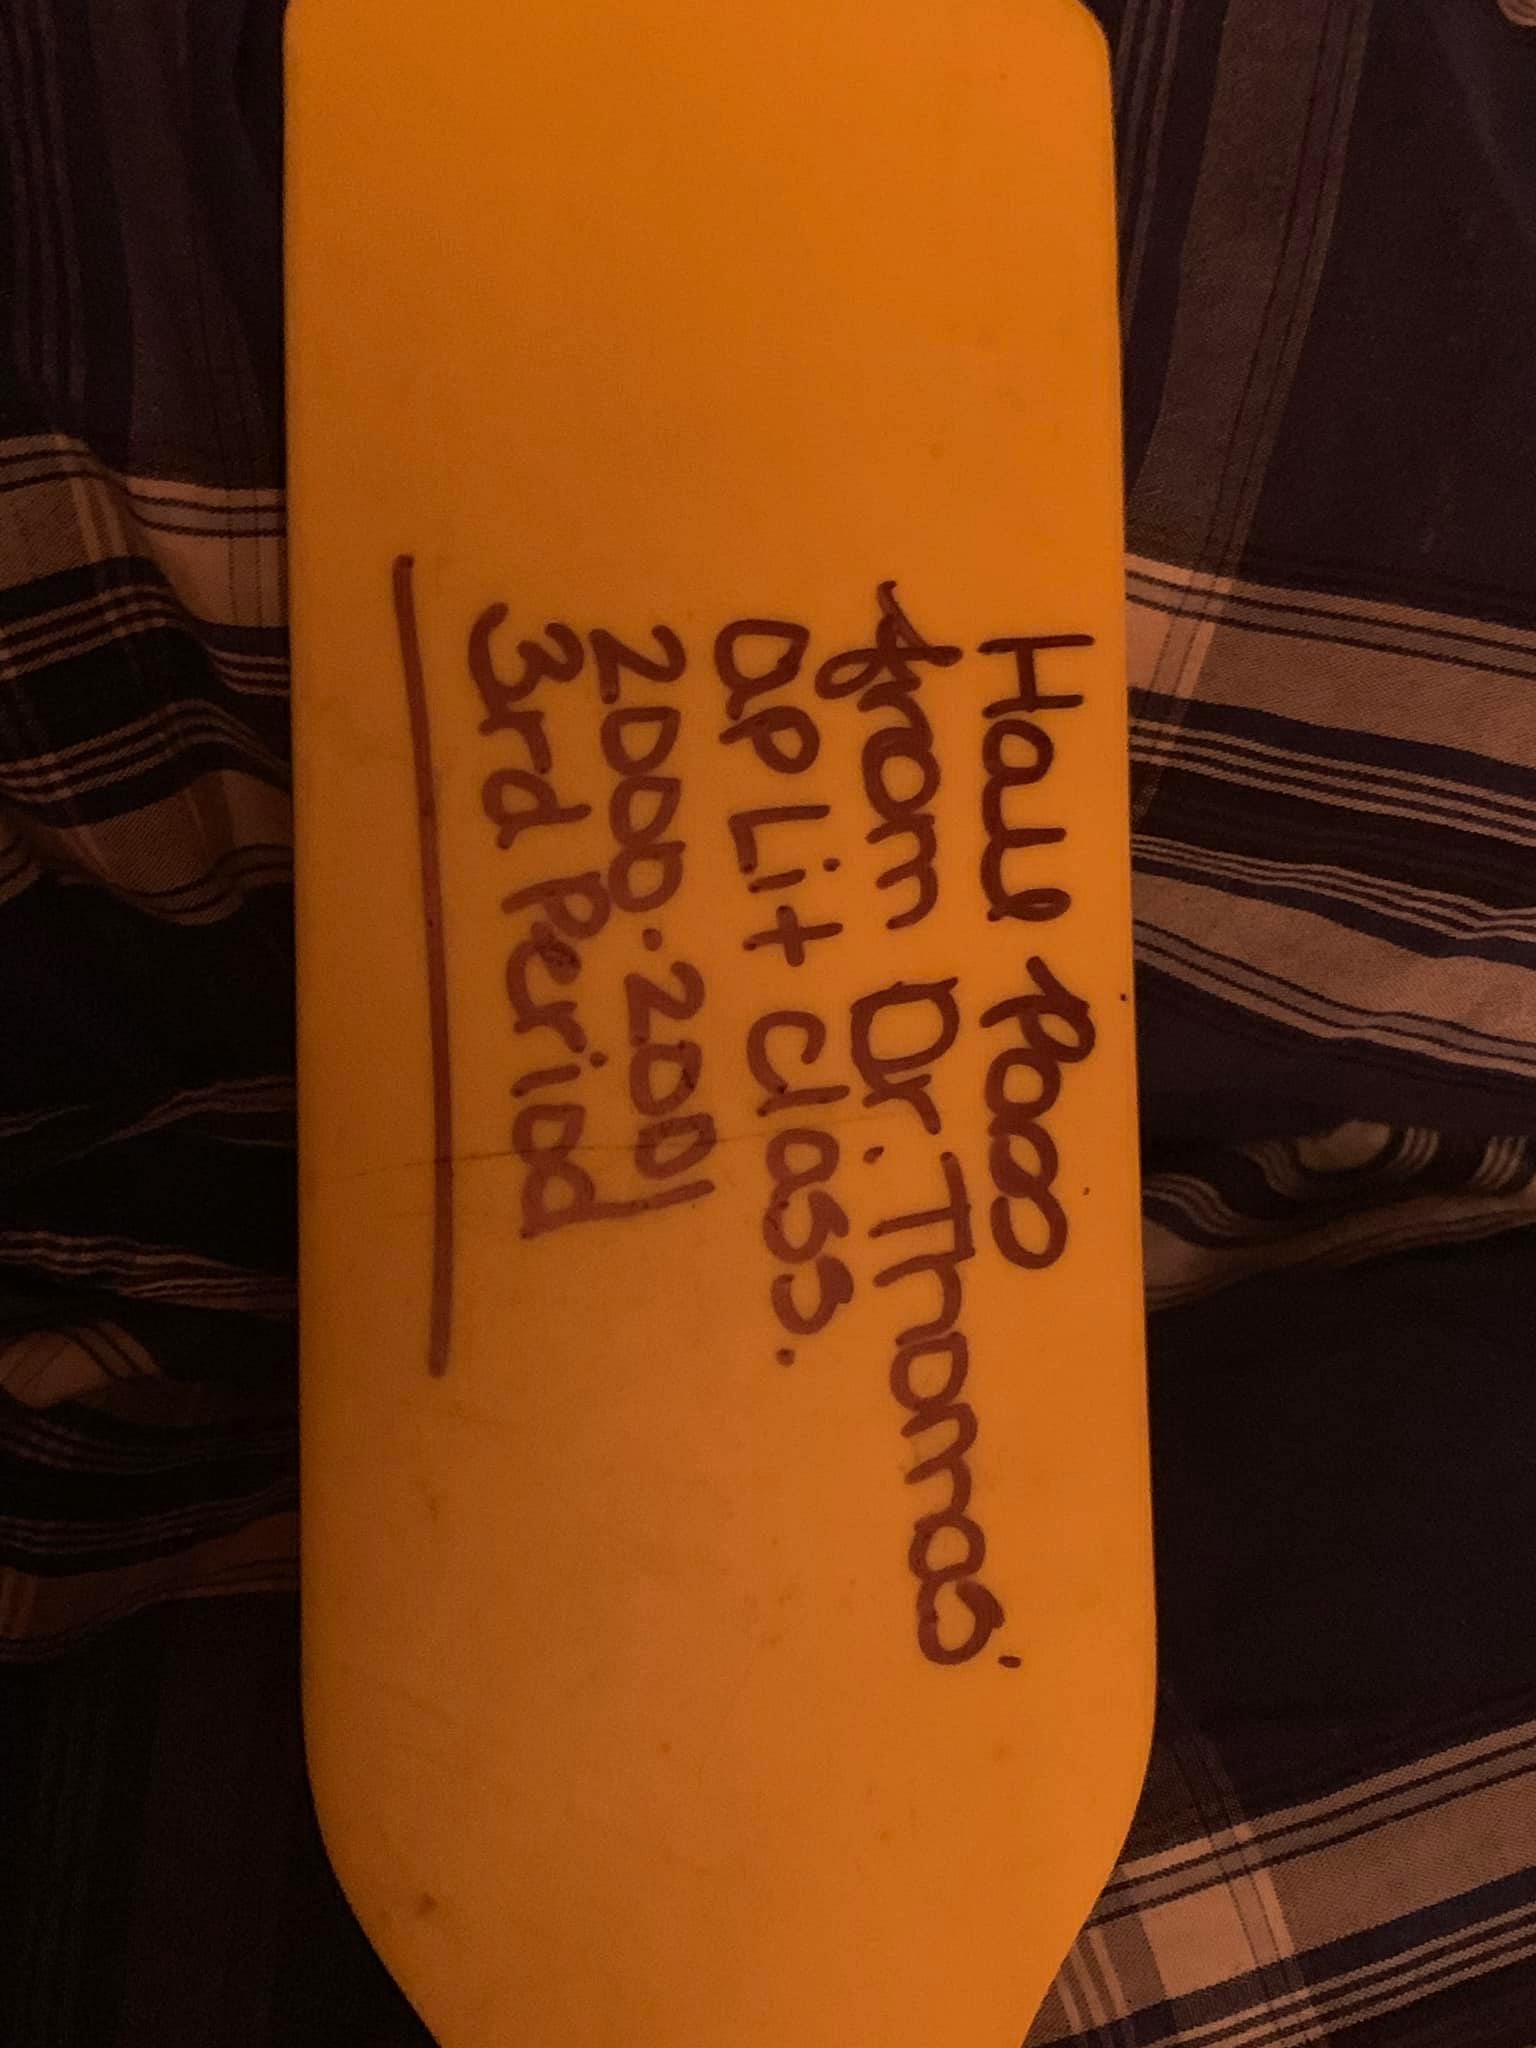 Hall Pass
from Dr. Thomas'
AP Lit Class.
2000-2001
3rd Period